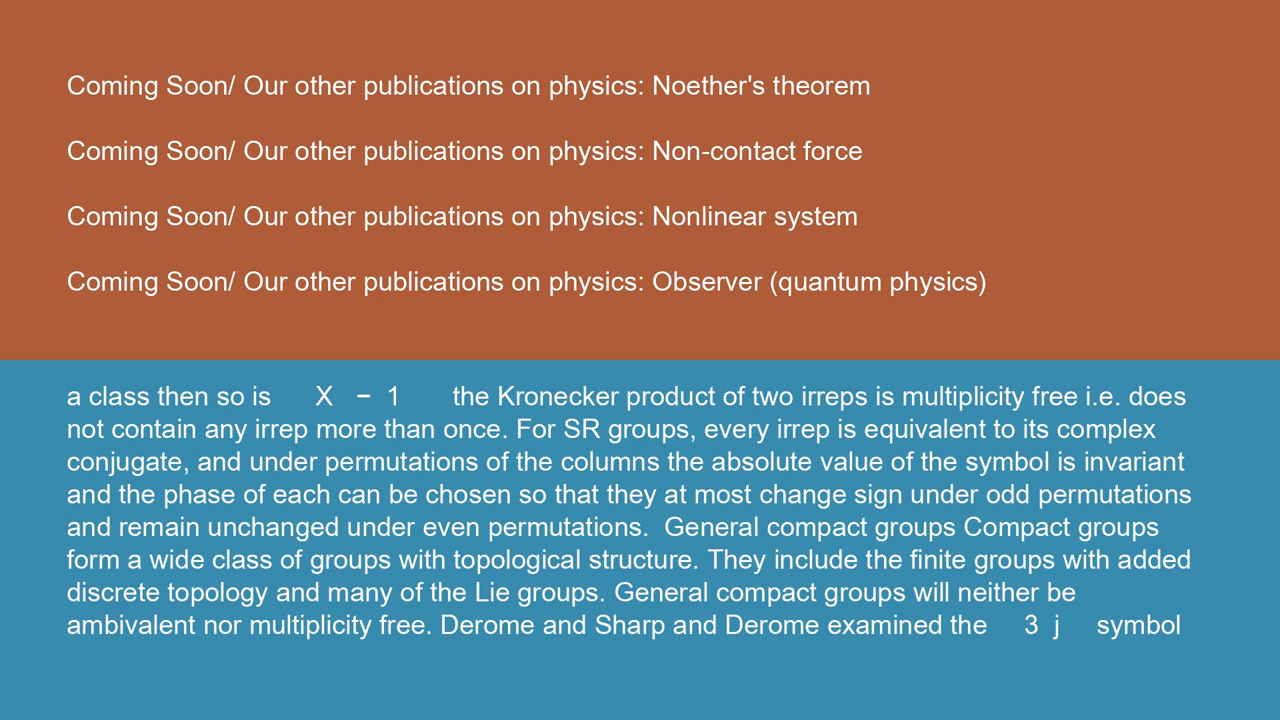 Coming Soon/ Our other publications on physics: Noether's theorem
Coming Soon/ Our other publications on physics: Non-contact force
Coming Soon/ Our other publications on physics: Nonlinear system
Coming Soon/ Our other publications on physics: Observer (quantum physics)
a class then so is X − 1 the Kronecker product of two irreps is multiplicity free i.e. does
not contain any irrep more than once. For SR groups, every irrep is equivalent to its complex
conjugate, and under permutations of the columns the absolute value of the symbol is invariant
and the phase of each can be chosen so that they at most change sign under odd permutations
and remain unchanged under even permutations.  General compact groups Compact groups
form a wide class of groups with topological structure. They include the finite groups with added
discrete topology and many of the Lie groups. General compact groups will neither be
ambivalent nor multiplicity free. Derome and Sharp and Derome examined the 3 j symbol